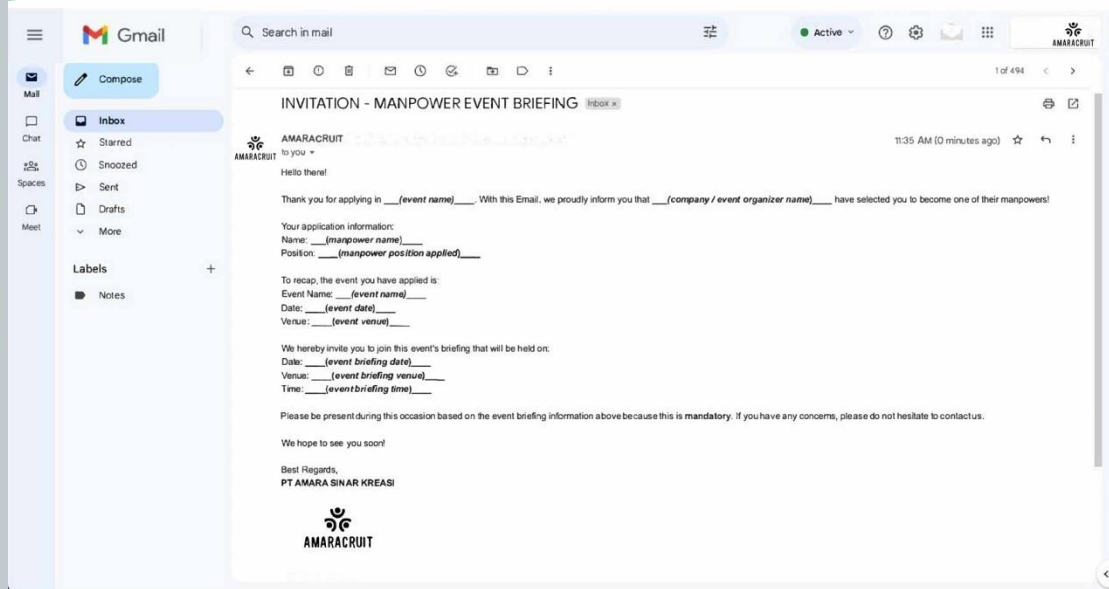 Gmail
Search in mail
Active
AMARACRUIT
Compose
1 of 494
Mail
Inbox
INVITATION - MANPOWER EVENT BRIEFING Inbox x
Chat
Starred
AMARACRUIT
AMARACRUIT
11:35 AM (0 minutes ago)
to you
Spaces
Snoozed
Hello there!
Sent
Thank you for applying in ___(event name)____. With this Email, we proudly inform you that ___(company / event organizer name)____ have selected you to become one of their manpowers!
Meet
Drafts
More
Your application information:
Name: ___(manpower name)____
Position: ____(manpower position applied)____
Labels +
Notes
To recap, the event you have applied is:
Event Name: ___(event name)____
Date: ____(event date)____
Venue: ____(event venue)____
We hereby invite you to join this event's briefing that will be held on:
Date: ____(event briefing date)____
Venue: ____(event briefing venue)____
Time: ____(event briefing time)____
Please be present during this occasion based on the event briefing information above because this is mandatory. If you have any concerns, please do not hesitate to contact us.
We hope to see you soon!
Best Regards,
PT AMARA SINAR KREASI
AMARACRUIT